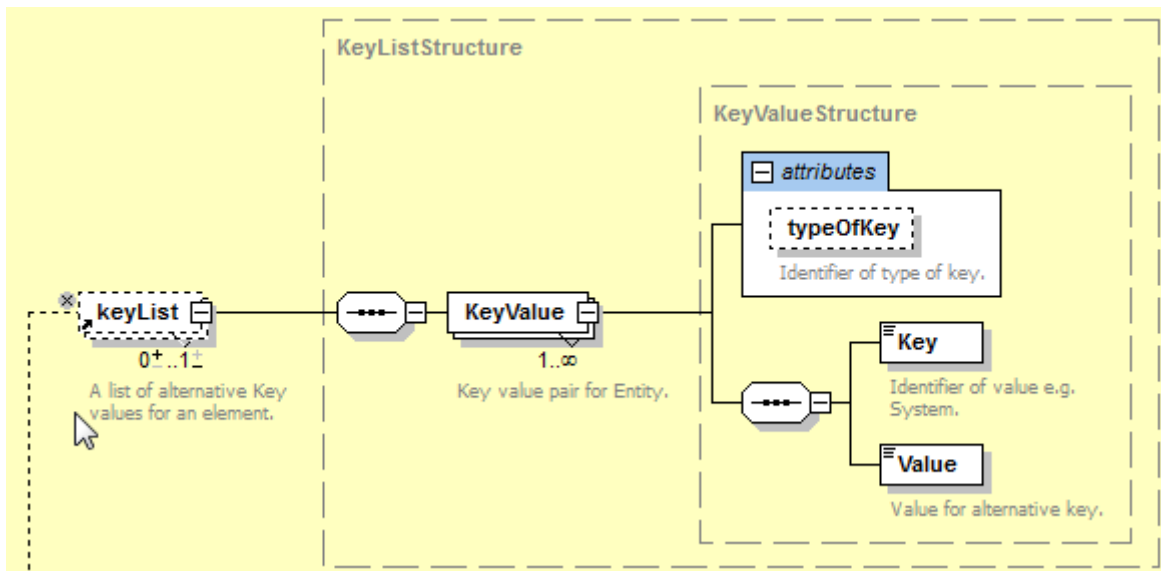 KeyListStructure
KeyValueStructure
attributes
typeOfKey
Identifier of type of key.
keyList
0±..1±
A list of alternative Key
values for an element.
KeyValue
1..∞
Key value pair for Entity.
Key
Identifier of value e.g.
System.
Value
Value for alternative key.